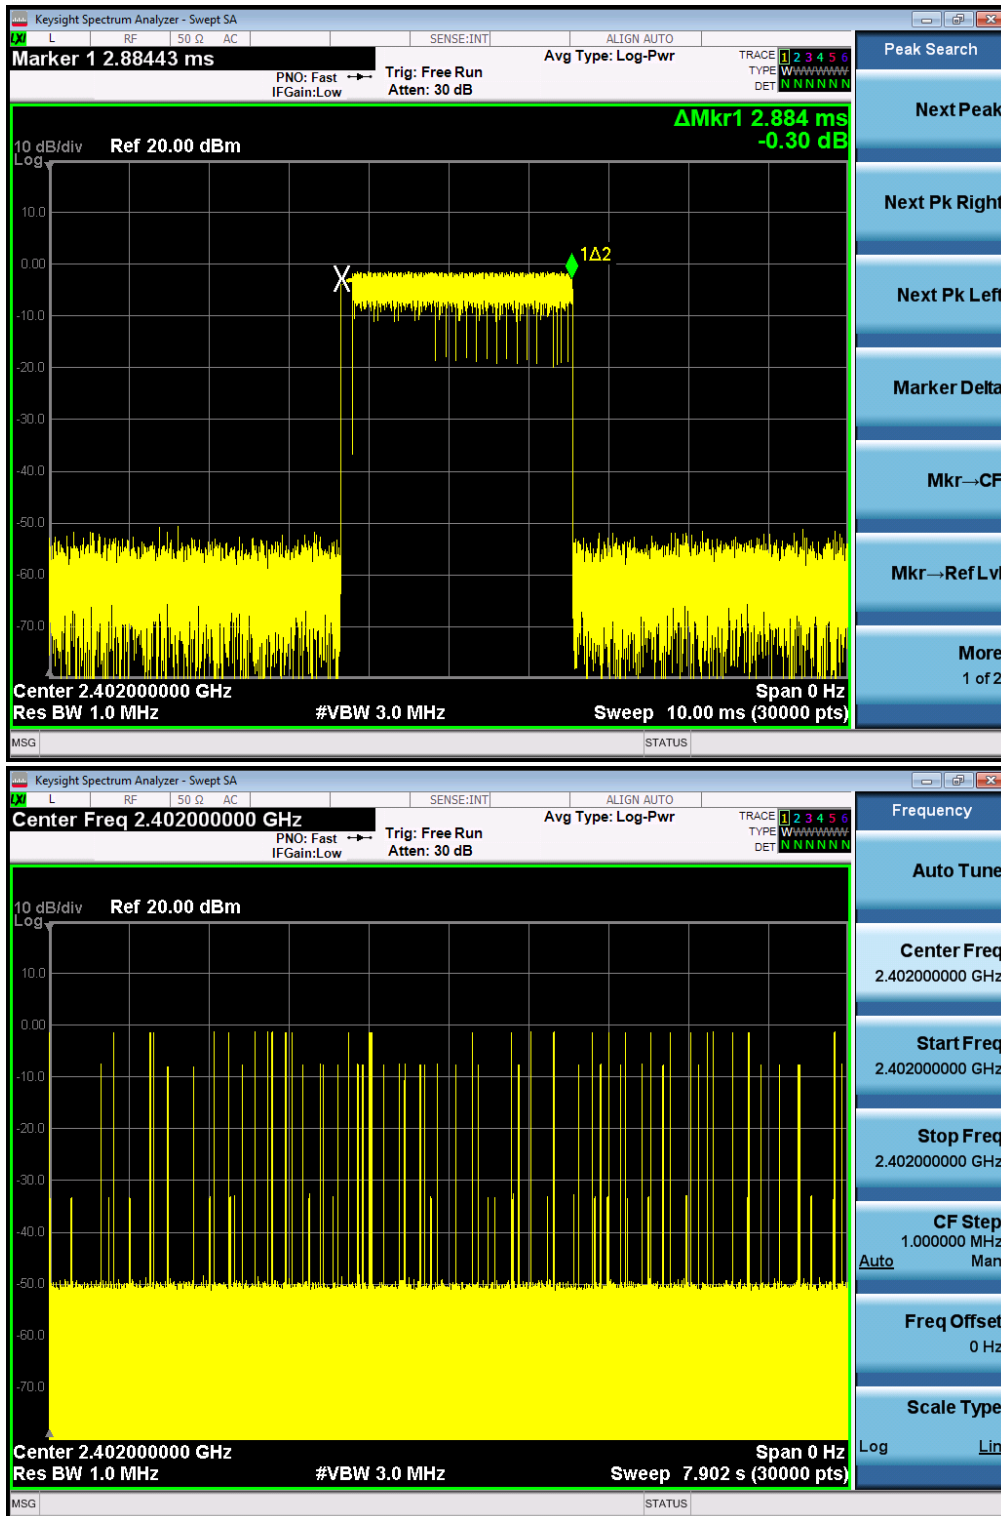 Keysight Spectrum Analyzer - Swept SA
LXI L RF 50 Ω AC SENSE:INT ALIGN AUTO
Marker 1 2.88443 ms
PNO: Fast
IFGain:Low
Trig: Free Run
Atten: 30 dB
Avg Type: Log-Pwr
TRACE 1 2 3 4 5 6
TYPE WWWWWW
DET N N N N N N
ΔMkr1 2.884 ms
-0.30 dB
10 dB/div Ref 20.00 dBm
Log
10.0
0.00
1Δ2
-10.0
-20.0
-30.0
-40.0
-50.0
-60.0
-70.0
Center 2.402000000 GHz Span 0 Hz
Res BW 1.0 MHz #VBW 3.0 MHz Sweep 10.00 ms (30000 pts)
MSG STATUS
Peak Search
Next Peak
Next Pk Right
Next Pk Left
Marker Delta
Mkr→CF
Mkr→Ref Lvl
More
1 of 2
Keysight Spectrum Analyzer - Swept SA
LXI L RF 50 Ω AC SENSE:INT ALIGN AUTO
Center Freq 2.402000000 GHz
PNO: Fast
IFGain:Low
Trig: Free Run
Atten: 30 dB
Avg Type: Log-Pwr
TRACE 1 2 3 4 5 6
TYPE WWWWWW
DET N N N N N N
10 dB/div Ref 20.00 dBm
Log
10.0
0.00
-10.0
-20.0
-30.0
-40.0
-50.0
-60.0
-70.0
Center 2.402000000 GHz Span 0 Hz
Res BW 1.0 MHz #VBW 3.0 MHz Sweep 7.902 s (30000 pts)
MSG STATUS
Frequency
Auto Tune
Center Freq
2.402000000 GHz
Start Freq
2.402000000 GHz
Stop Freq
2.402000000 GHz
CF Step
1.000000 MHz
Auto Man
Freq Offset
0 Hz
Scale Type
Log Lin